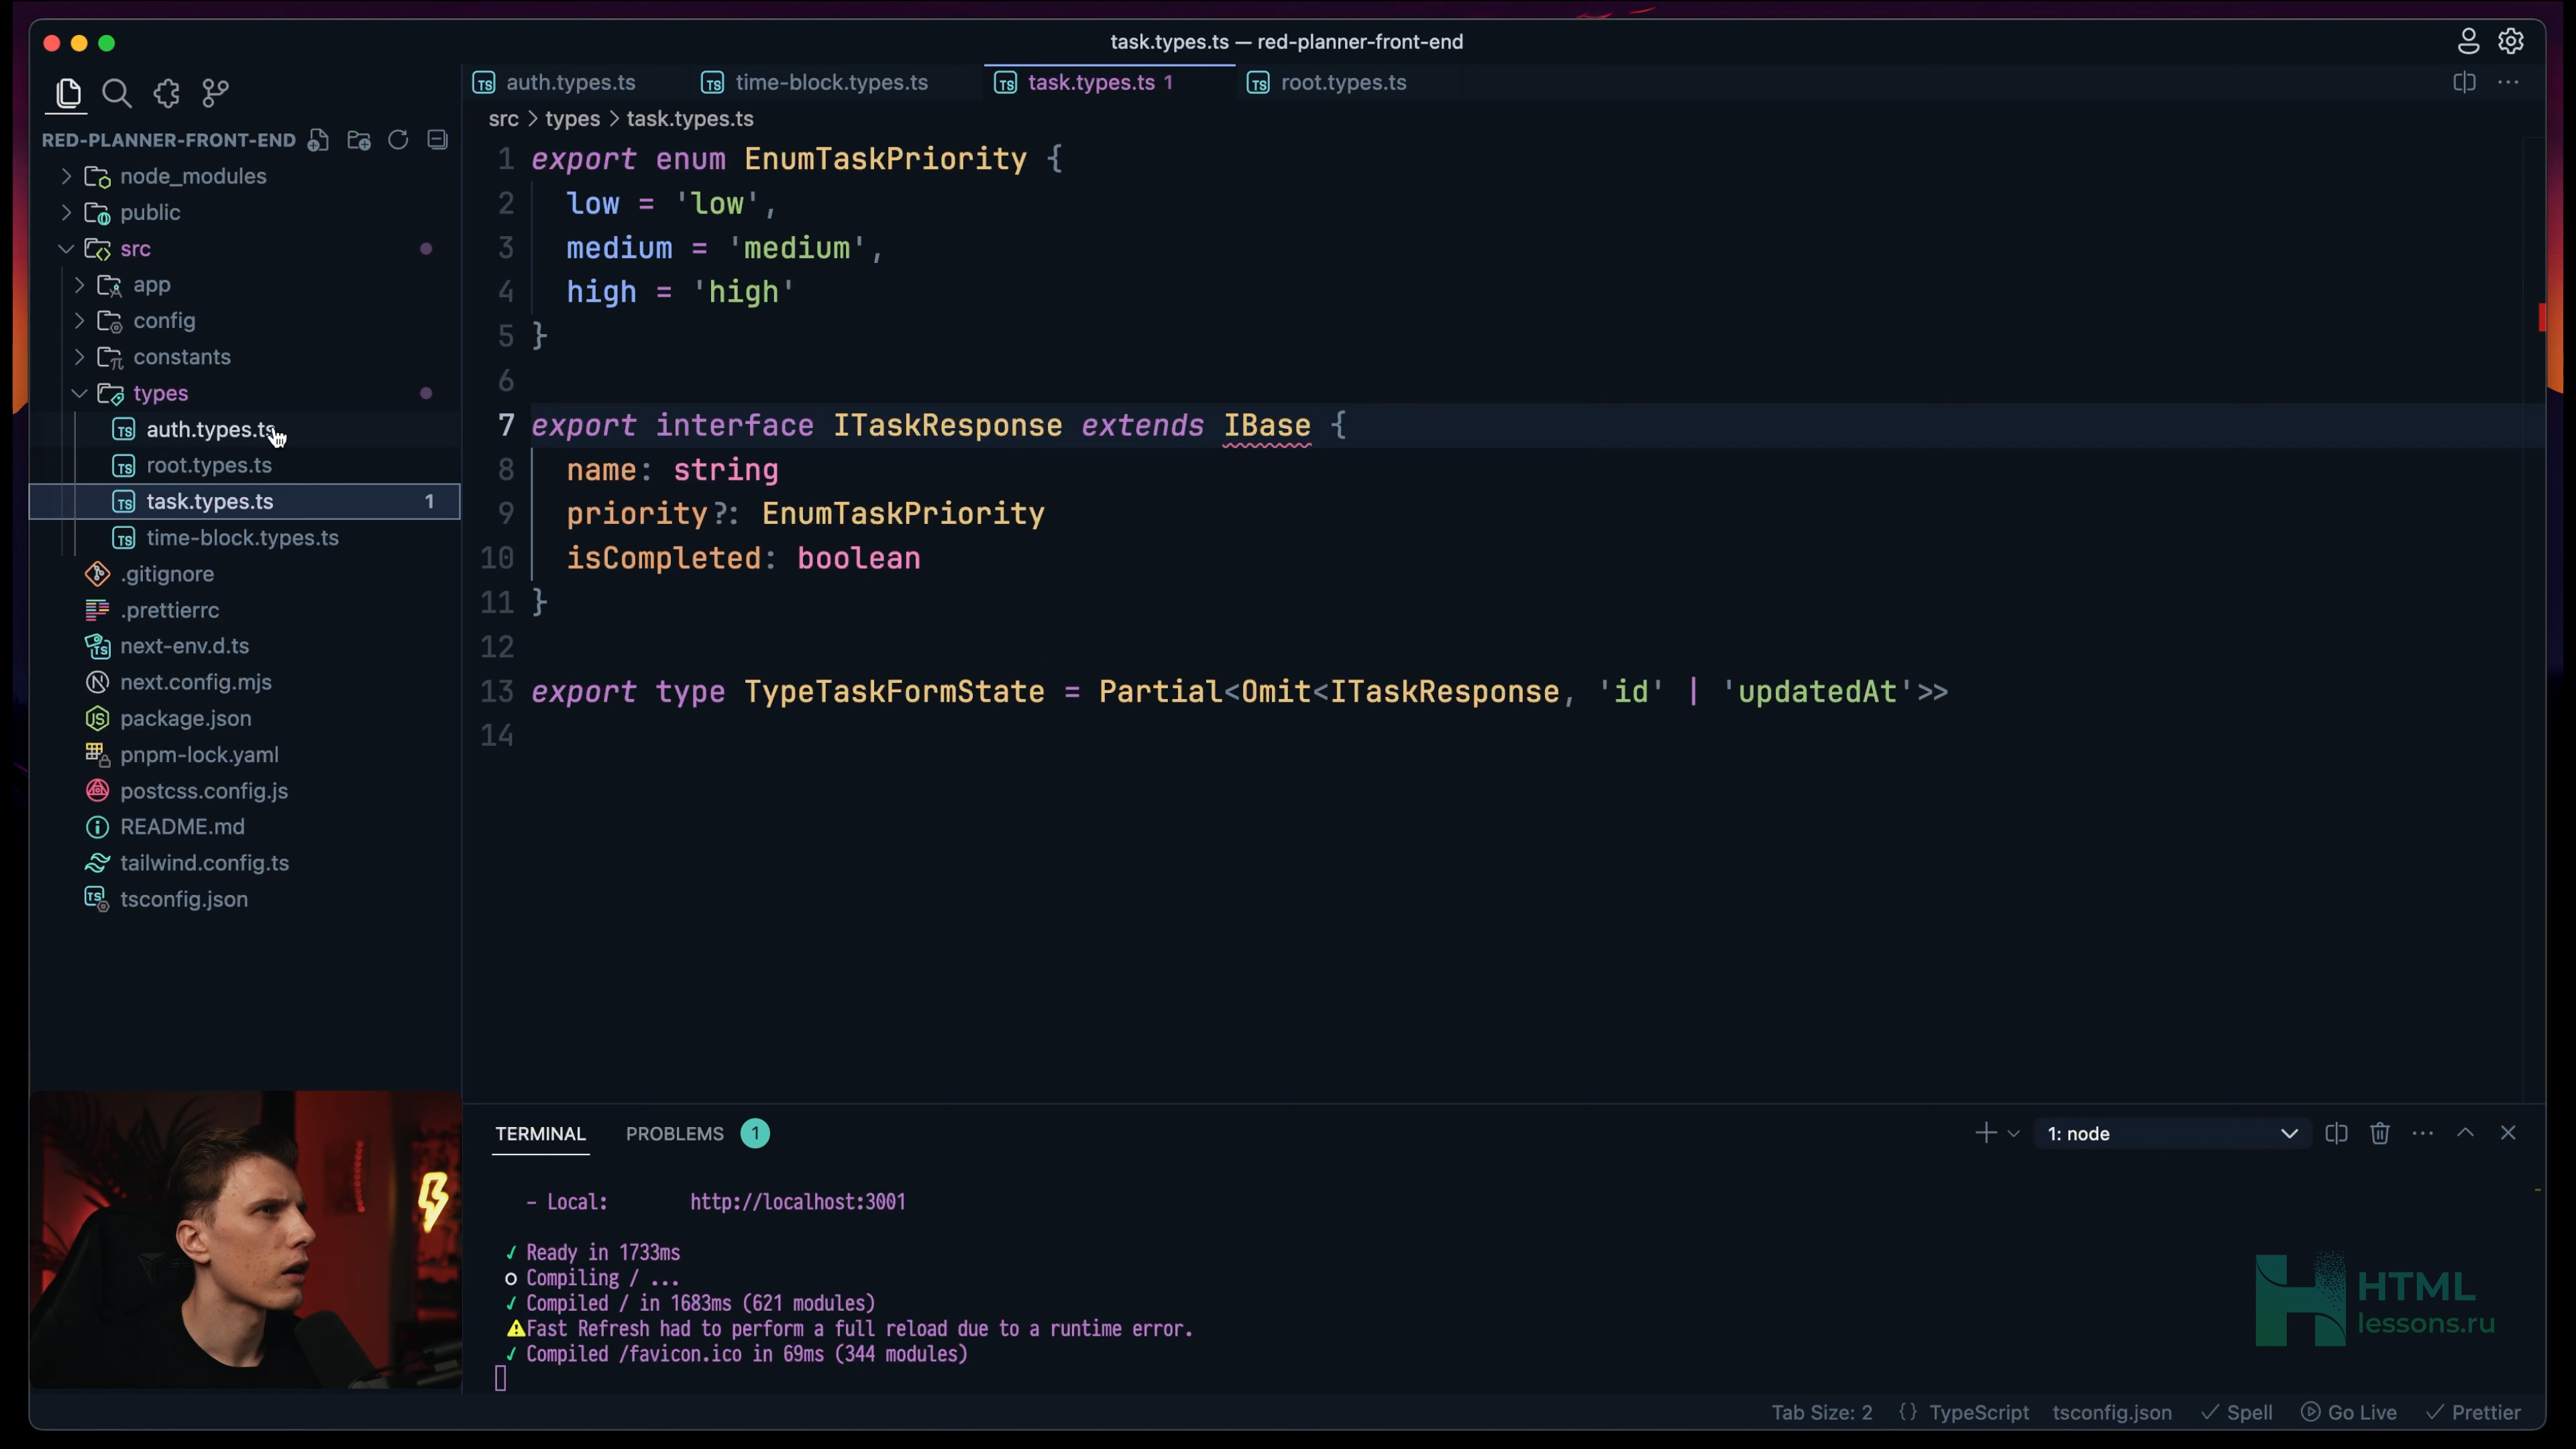 task.types.ts — red-planner-front-end
auth.types.ts
time-block.types.ts
task.types.ts 1
root.types.ts
RED-PLANNER-FRONT-END
src > types > task.types.ts
node_modules
public
src
app
config
constants
types
auth.types.ts
root.types.ts
task.types.ts 1
time-block.types.ts
.gitignore
.prettierrc
next-env.d.ts
next.config.mjs
package.json
pnpm-lock.yaml
postcss.config.js
README.md
tailwind.config.ts
tsconfig.json
1 export enum EnumTaskPriority {
2 low = 'low',
3 medium = 'medium',
4 high = 'high'
5 }
6
7 export interface ITaskResponse extends IBase {
8 name: string
9 priority?: EnumTaskPriority
10 isCompleted: boolean
11 }
12
13 export type TypeTaskFormState = Partial<Omit<ITaskResponse, 'id' | 'updatedAt'>>
14
TERMINAL
PROBLEMS 1
1: node
- Local: http://localhost:3001
✓ Ready in 1733ms
○ Compiling / ...
✓ Compiled / in 1683ms (621 modules)
⚠Fast Refresh had to perform a full reload due to a runtime error.
✓ Compiled /favicon.ico in 69ms (344 modules)
HTML
lessons.ru
Tab Size: 2
{} TypeScript
tsconfig.json
✓ Spell
Go Live
✓ Prettier